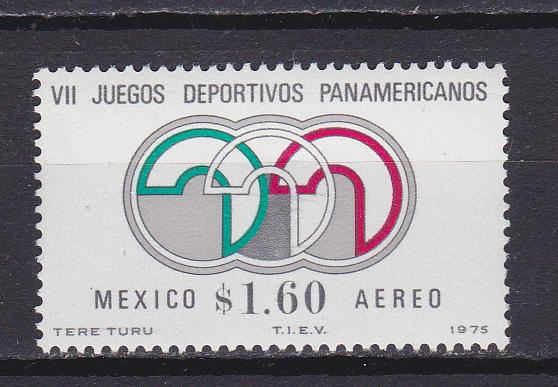 VII JUEGOS DEPORTIVOS PANAMERICANOS
MEXICO $1.60 AEREO
TERE TURU T.I.E.V. 1975